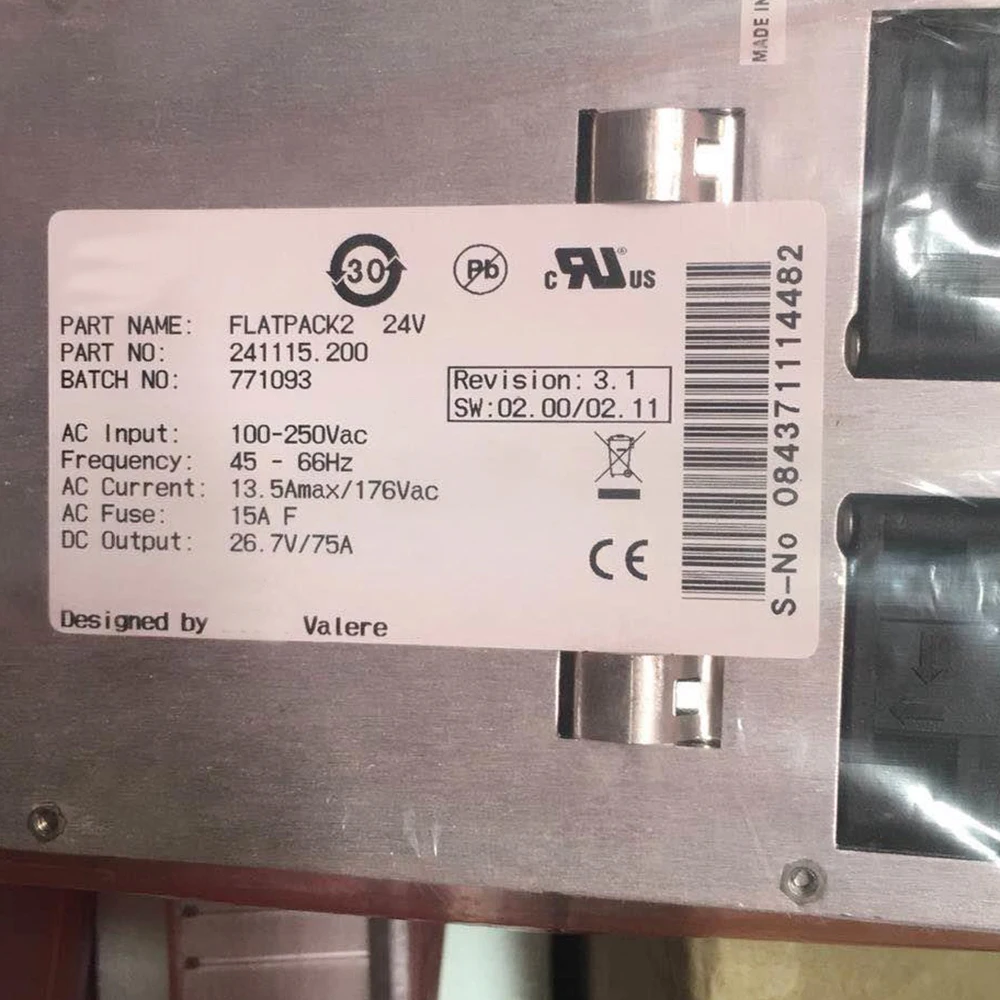 MADE IN
30
Pb
c RU® US
PART NAME: FLATPACK2 24V
PART NO: 241115.200
BATCH NO: 771093
Revision: 3.1
SW:02.00/02.11
AC Input: 100-250Vac
Frequency: 45 - 66Hz
AC Current: 13.5Amax/176Vac
AC Fuse: 15A F
DC Output: 26.7V/75A
CE
Designed by Valere
S-No 084371114482